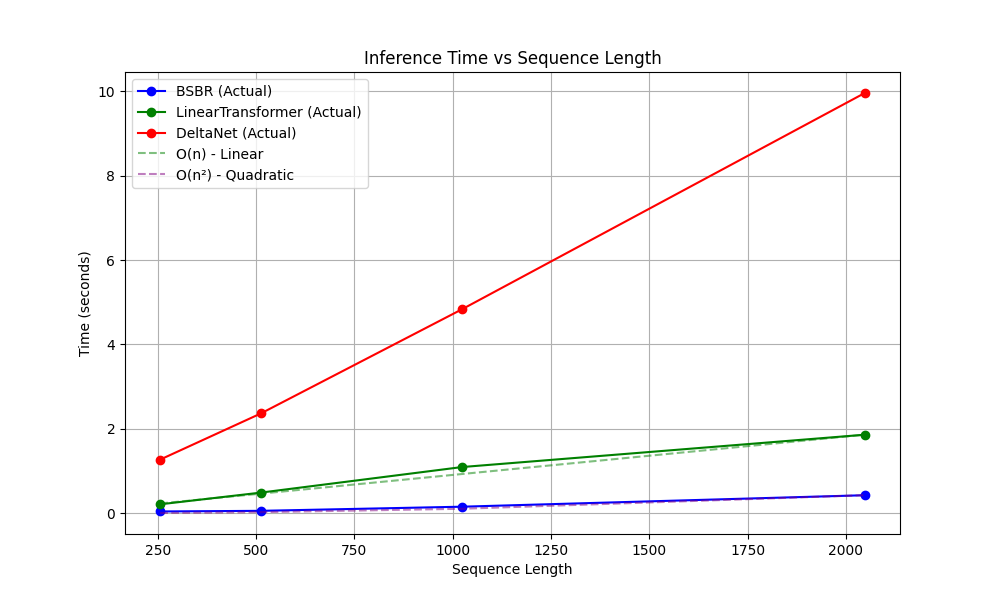 Inference Time vs Sequence Length
BSBR (Actual)
LinearTransformer (Actual)
DeltaNet (Actual)
O(n) - Linear
O(n²) - Quadratic
Time (seconds)
10
8
6
4
2
0
250
500
750
1000
1250
1500
1750
2000
Sequence Length